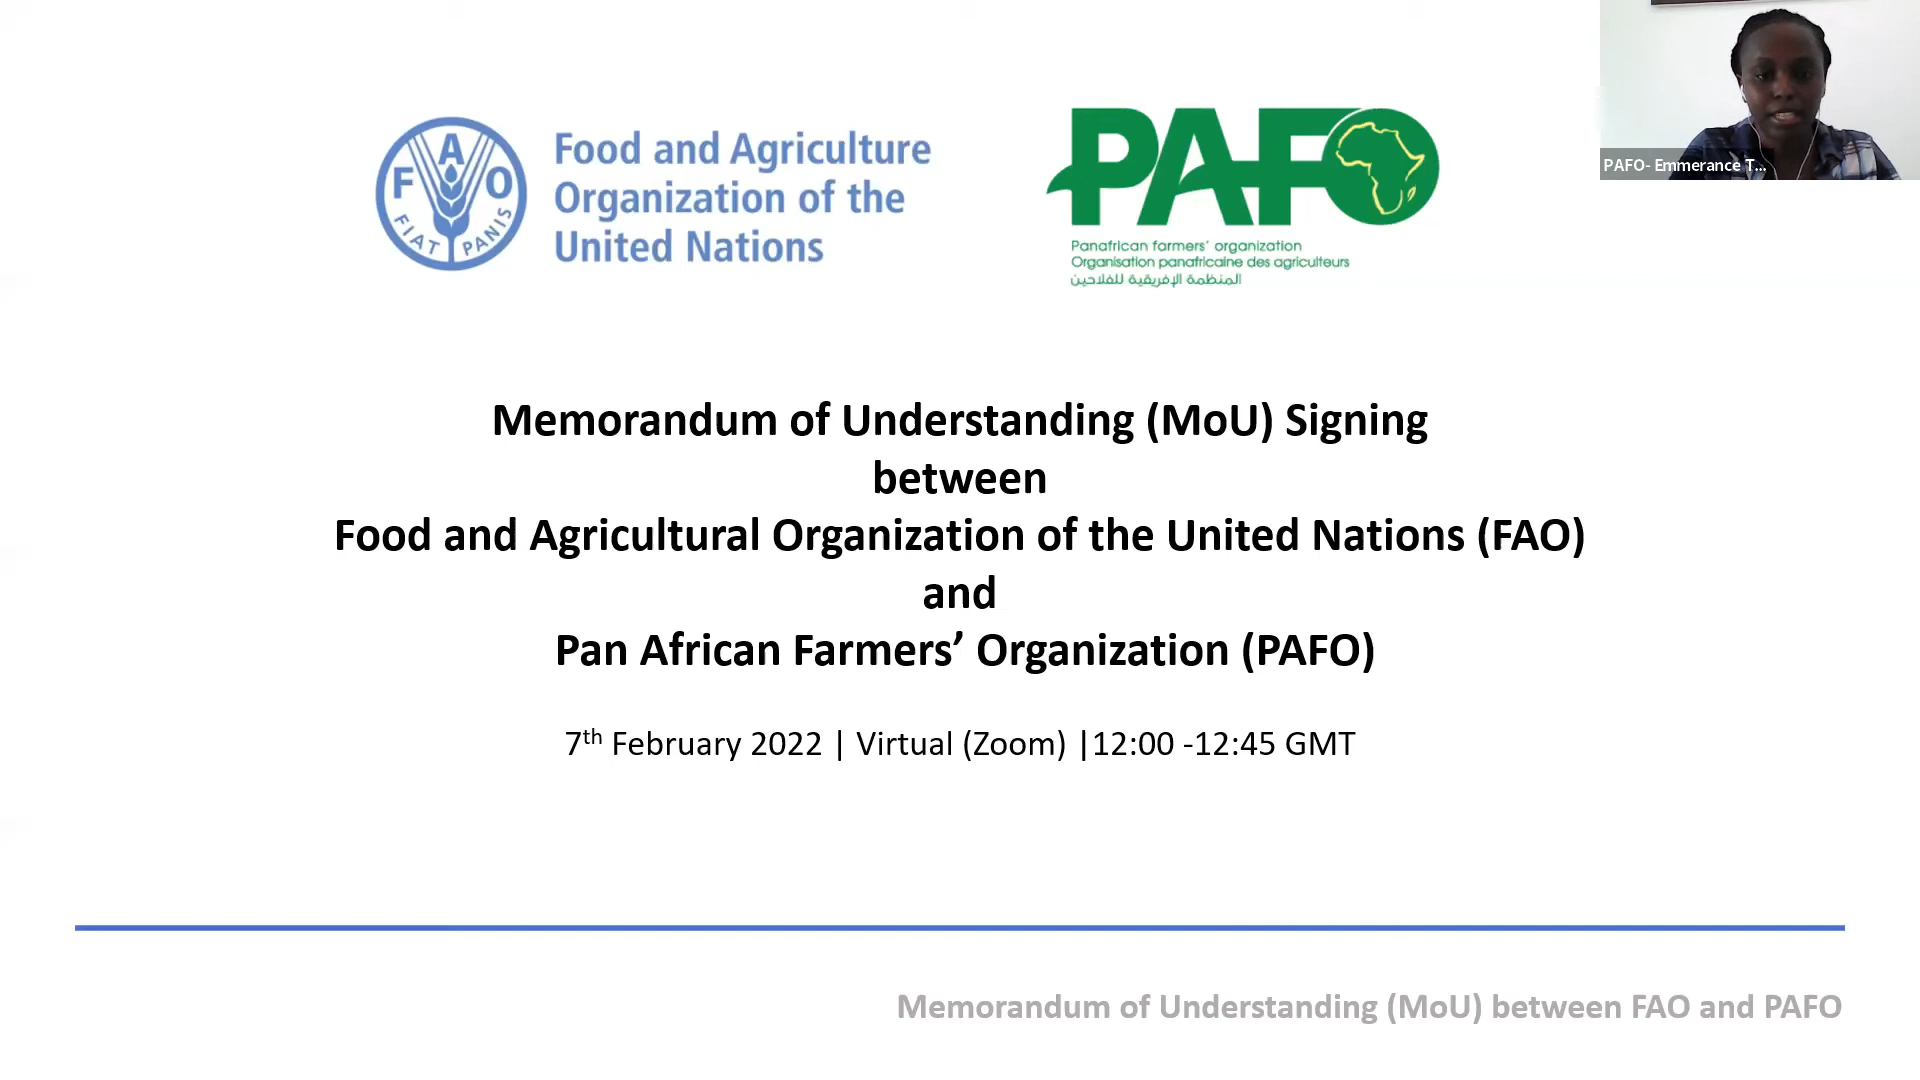 FAO
FIAT PANIS
Food and Agriculture
Organization of the
United Nations
PAFO
Panafrican farmers' organization
Organisation panafricaine des agriculteurs
المنظمة الإفريقية للفلاحين
PAFO- Emmerance T...
Memorandum of Understanding (MoU) Signing
between
Food and Agricultural Organization of the United Nations (FAO)
and
Pan African Farmers’ Organization (PAFO)
7th February 2022 | Virtual (Zoom) |12:00 -12:45 GMT
Memorandum of Understanding (MoU) between FAO and PAFO